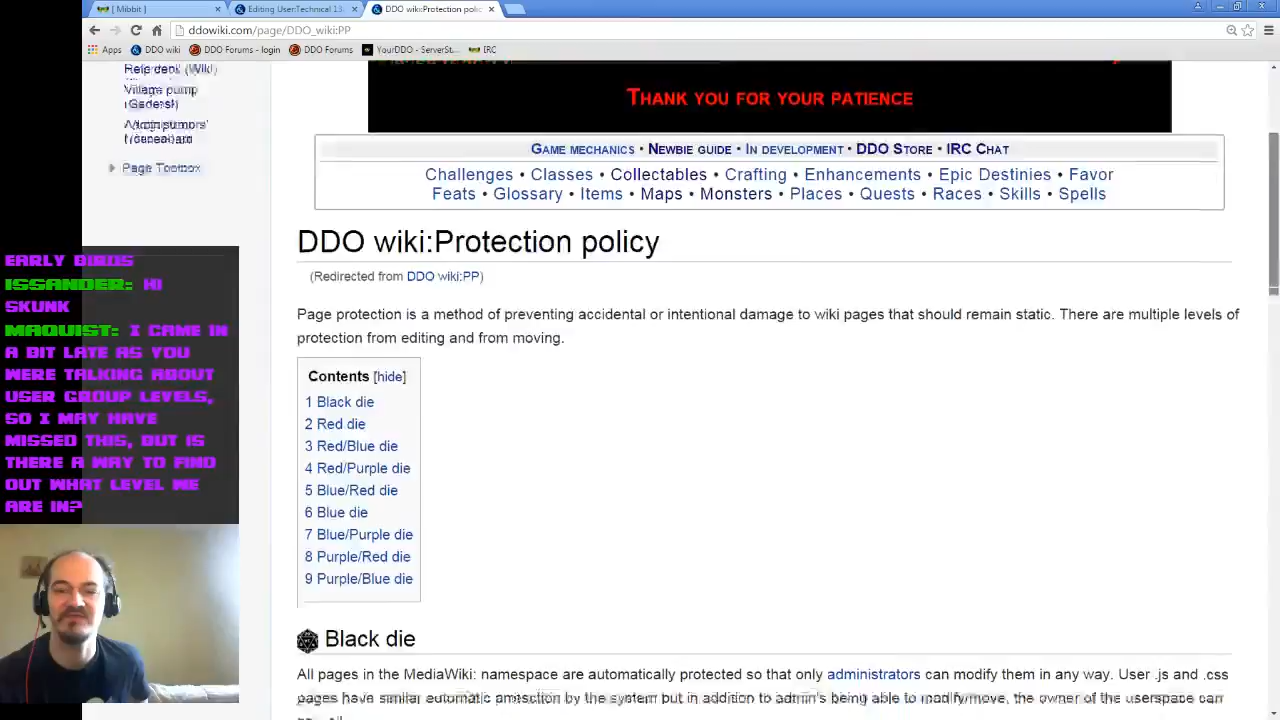 [ Mibbit ]
Editing User:Technical 13
DDO wiki:Protection policy
ddowiki.com/page/DDO_wiki:PP
Apps DDO wiki DDO Forums - login DDO Forums YourDDO - ServerSt... IRC
Help desk (Wiki)
Village pump
Page Toolbox
THANK YOU FOR YOUR PATIENCE
GAME MECHANICS • NEWBIE GUIDE • IN DEVELOPMENT • DDO STORE • IRC CHAT
Challenges • Classes • Collectables • Crafting • Enhancements • Epic Destinies • Favor
Feats • Glossary • Items • Maps • Monsters • Places • Quests • Races • Skills • Spells
DDO wiki:Protection policy
(Redirected from DDO wiki:PP)
Page protection is a method of preventing accidental or intentional damage to wiki pages that should remain static. There are multiple levels of
protection from editing and from moving.
Contents [hide]
1 Black die
2 Red die
3 Red/Blue die
4 Red/Purple die
5 Blue/Red die
6 Blue die
7 Blue/Purple die
8 Purple/Red die
9 Purple/Blue die
Black die
All pages in the MediaWiki: namespace are automatically protected so that only administrators can modify them in any way. User .js and .css
pages have similar automatic by the system but in addition to admin's being able to modify/move, the owner of the userspace can
EARLY BIRDS
ISSANDER: HI
SKUNK
MAQUIST: I CAME IN
A BIT LATE AS YOU
WERE TALKING ABOUT
USER GROUP LEVELS,
SO I MAY HAVE
MISSED THIS, BUT IS
THERE A WAY TO FIND
OUT WHAT LEVEL WE
ARE IN?